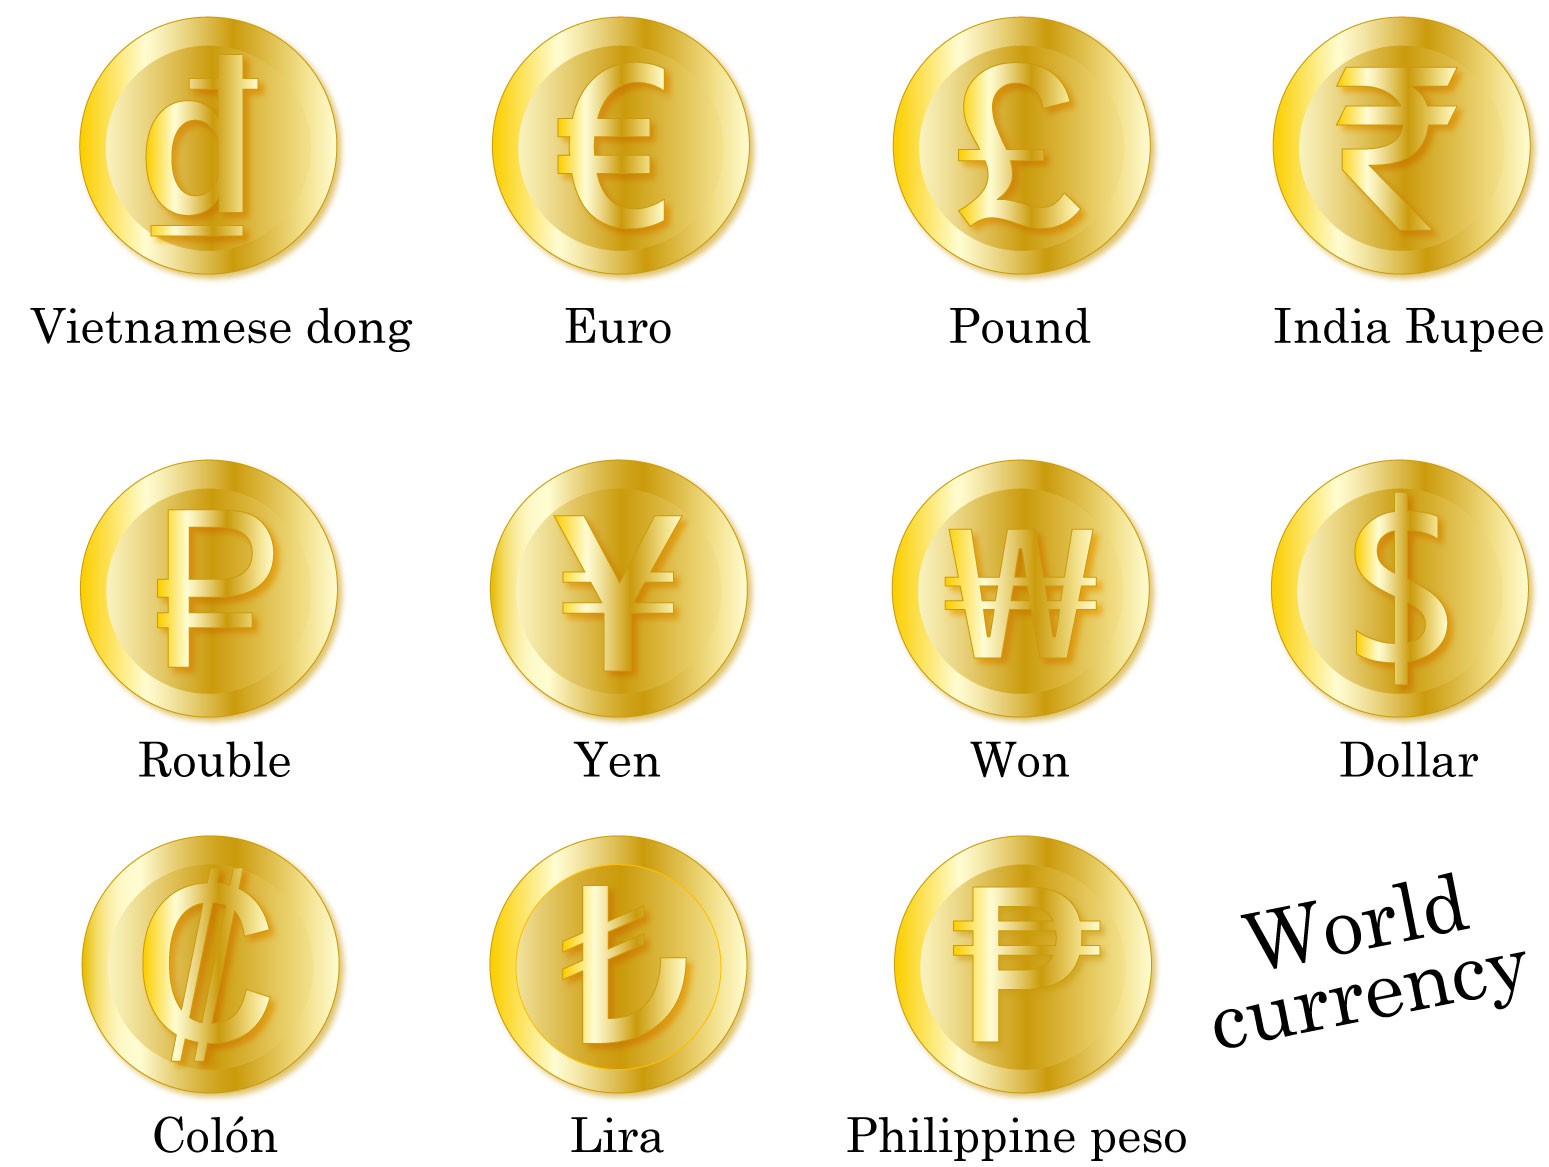 ₫
€
£
₹
Vietnamese dong
Euro
Pound
India Rupee
₽
¥
₩
$
Rouble
Yen
Won
Dollar
₡
₺
₱
World
currency
Colón
Lira
Philippine peso